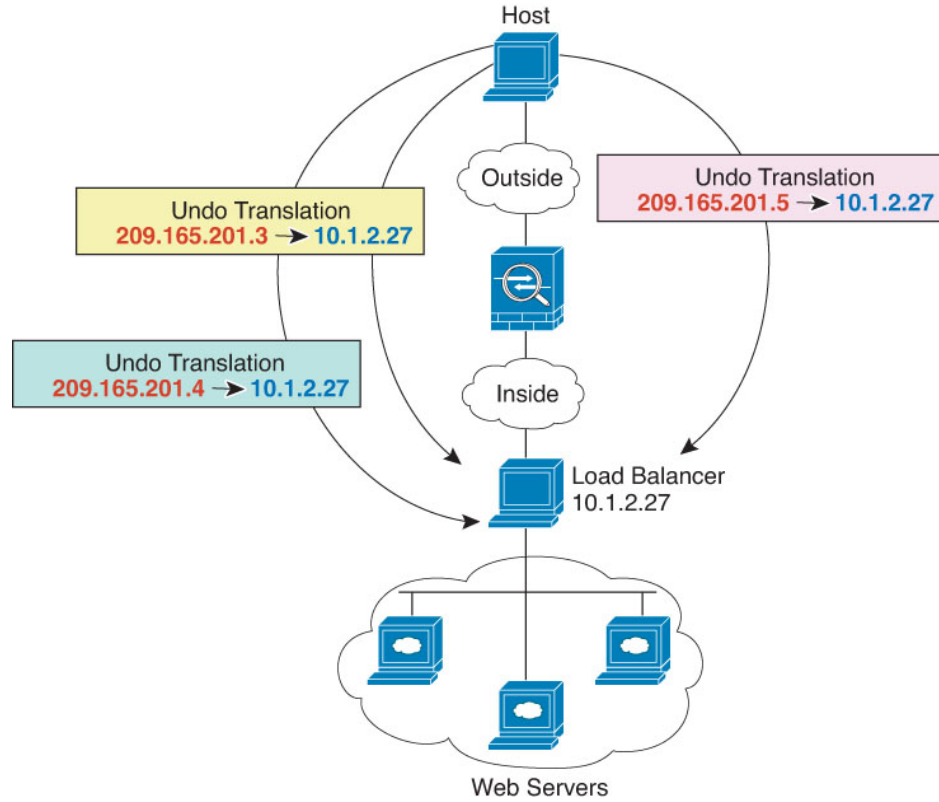 Host
Outside
Undo Translation
209.165.201.5 → 10.1.2.27
Undo Translation
209.165.201.3 → 10.1.2.27
Undo Translation
209.165.201.4 → 10.1.2.27
Inside
Load Balancer
10.1.2.27
Web Servers